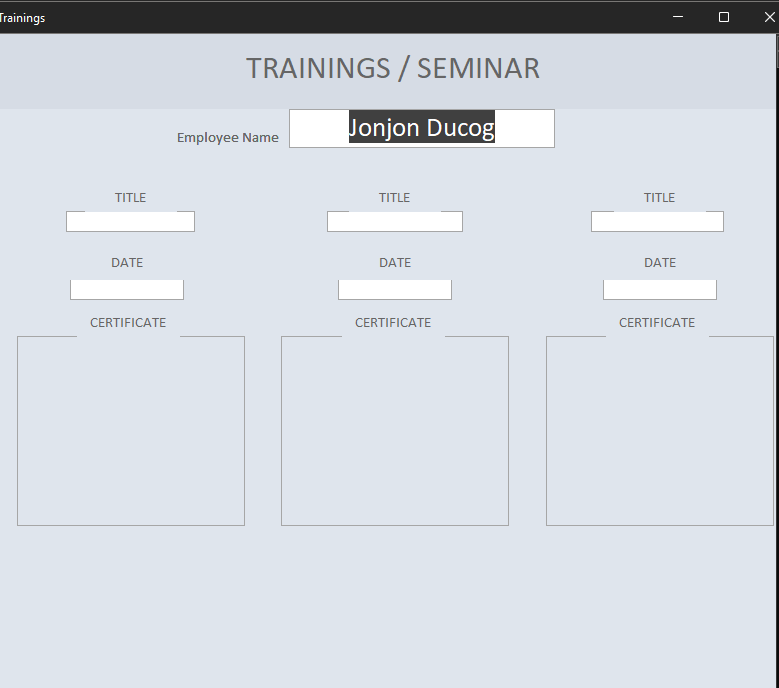 Trainings
TRAININGS / SEMINAR
Employee Name Jonjon Ducog
TITLE TITLE TITLE
DATE DATE DATE
CERTIFICATE CERTIFICATE CERTIFICATE